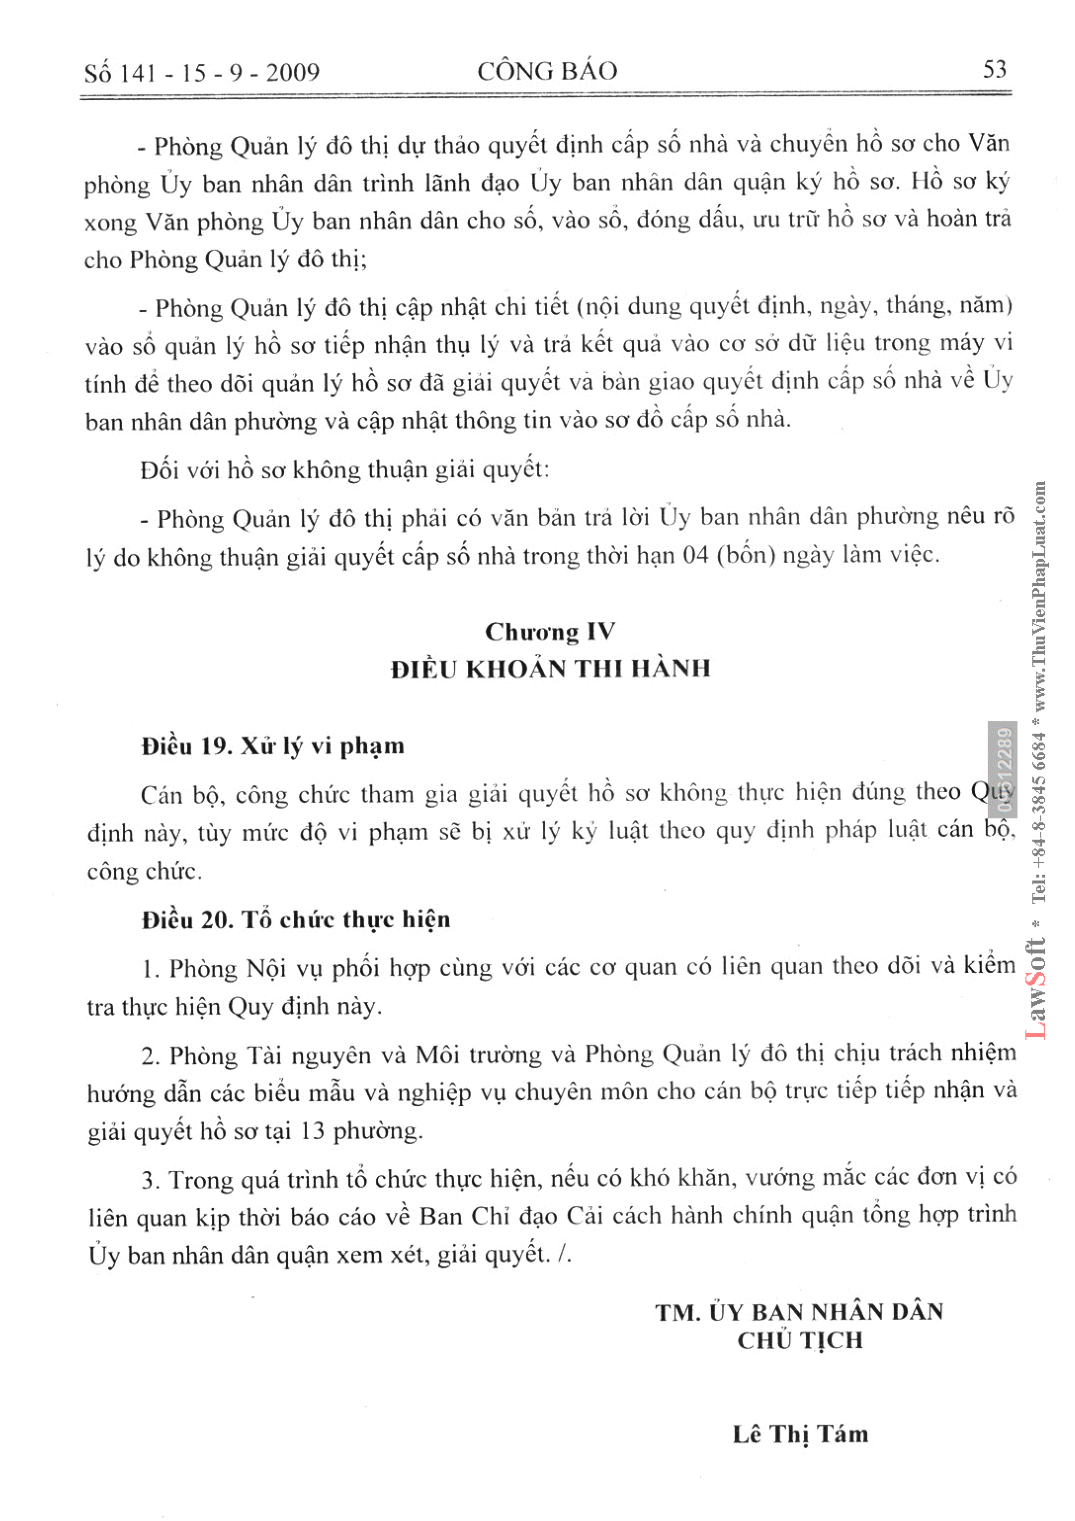 Số 141 - 15 - 9 - 2009 CÔNG BÁO 53
- Phòng Quản lý đô thị dự thảo quyết định cấp số nhà và chuyển hồ sơ cho Văn
phòng Ủy ban nhân dân trình lãnh đạo Ủy ban nhân dân quận ký hồ sơ. Hồ sơ ký
xong Văn phòng Ủy ban nhân dân cho số, vào sổ, đóng dấu, ưu trữ hồ sơ và hoàn trả
cho Phòng Quản lý đô thị;
- Phòng Quản lý đô thị cập nhật chi tiết (nội dung quyết định, ngày, tháng, năm)
vào sổ quản lý hồ sơ tiếp nhận thụ lý và trả kết quả vào cơ sở dữ liệu trong máy vi
tính để theo dõi quản lý hồ sơ đã giải quyết và bàn giao quyết định cấp số nhà về Ủy
ban nhân dân phường và cập nhật thông tin vào sơ đồ cấp số nhà.
Đối với hồ sơ không thuận giải quyết:
- Phòng Quản lý đô thị phải có văn bản trả lời Ủy ban nhân dân phường nêu rõ
lý do không thuận giải quyết cấp số nhà trong thời hạn 04 (bốn) ngày làm việc.
Chương IV
ĐIỀU KHOẢN THI HÀNH
Điều 19. Xử lý vi phạm
Cán bộ, công chức tham gia giải quyết hồ sơ không thực hiện đúng theo Quy
định này, tùy mức độ vi phạm sẽ bị xử lý kỷ luật theo quy định pháp luật cán bộ,
công chức.
Điều 20. Tổ chức thực hiện
1. Phòng Nội vụ phối hợp cùng với các cơ quan có liên quan theo dõi và kiểm
tra thực hiện Quy định này.
2. Phòng Tài nguyên và Môi trường và Phòng Quản lý đô thị chịu trách nhiệm
hướng dẫn các biểu mẫu và nghiệp vụ chuyên môn cho cán bộ trực tiếp tiếp nhận và
giải quyết hồ sơ tại 13 phường.
3. Trong quá trình tổ chức thực hiện, nếu có khó khăn, vướng mắc các đơn vị có
liên quan kịp thời báo cáo về Ban Chỉ đạo Cải cách hành chính quận tổng hợp trình
Ủy ban nhân dân quận xem xét, giải quyết. /.
TM. ỦY BAN NHÂN DÂN
CHỦ TỊCH
Lê Thị Tám
LawSoft * Tel: +84-8-3845 6684 * www.ThuVienPhapLuat.com